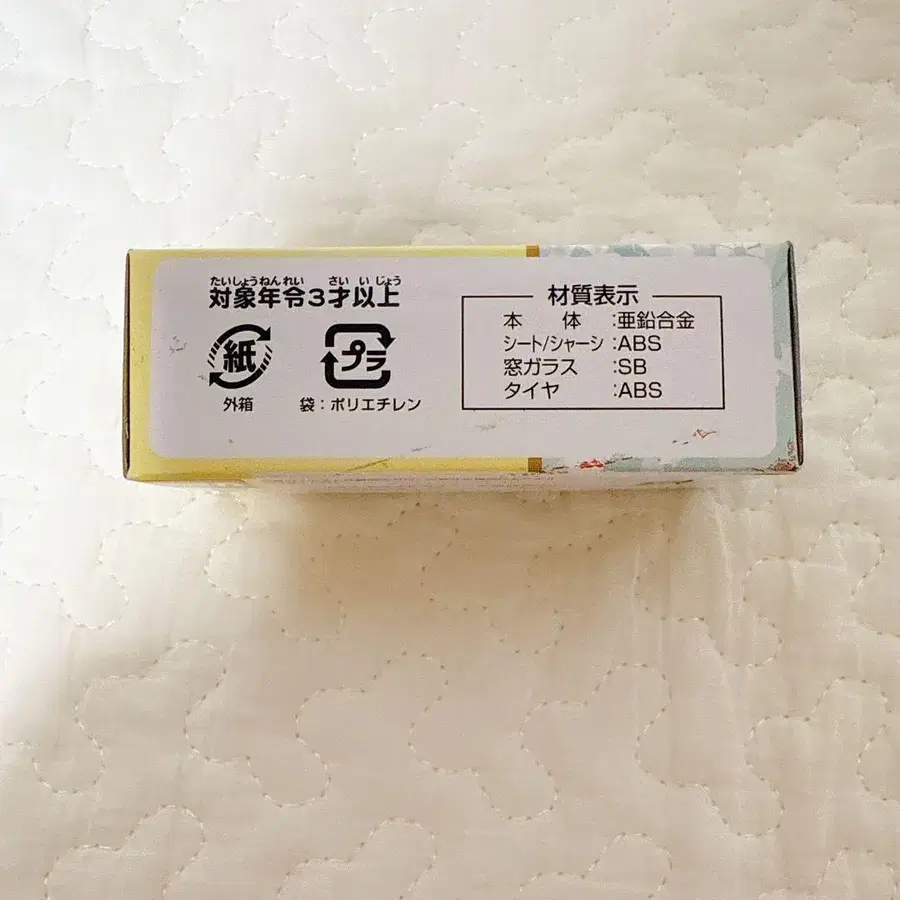 たいしょうねんれい さい いじょう
対象年令3才以上
紙
外箱
プラ
袋：ポリエチレン
材質表示
本 体 :亜鉛合金
シート/シャーシ :ABS
窓ガラス :SB
タイヤ :ABS